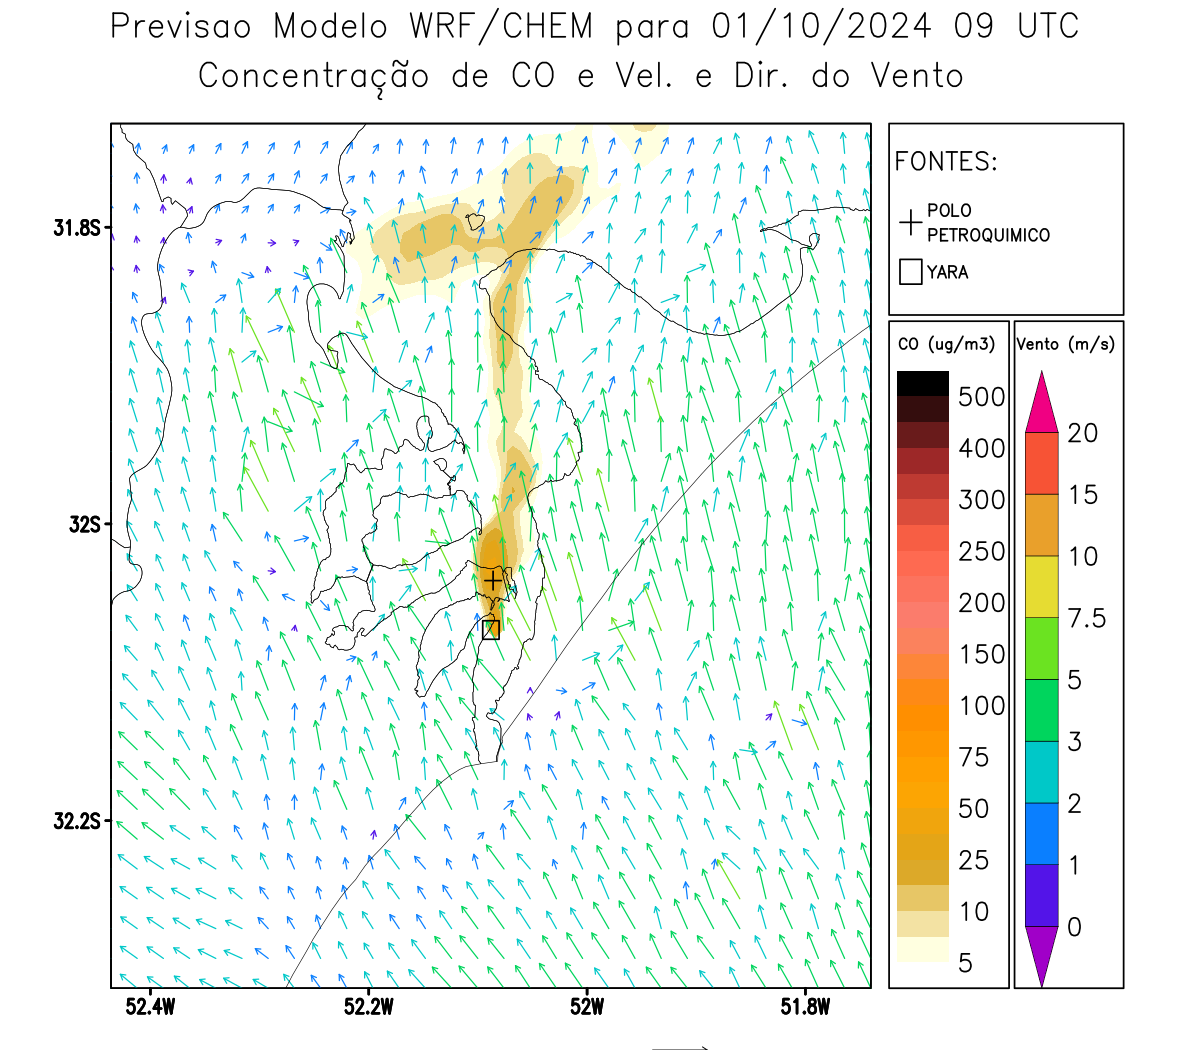 Previsao Modelo WRF/CHEM para 01/10/2024 09 UTC
Concentração de CO e Vel. e Dir. do Vento
FONTES:
POLO
PETROQUIMICO
YARA
CO (ug/m3)
500
400
300
250
200
150
100
75
50
25
10
5
Vento (m/s)
20
15
10
7.5
5
3
2
1
0
31.8S
32S
32.2S
52.4W
52.2W
52W
51.8W